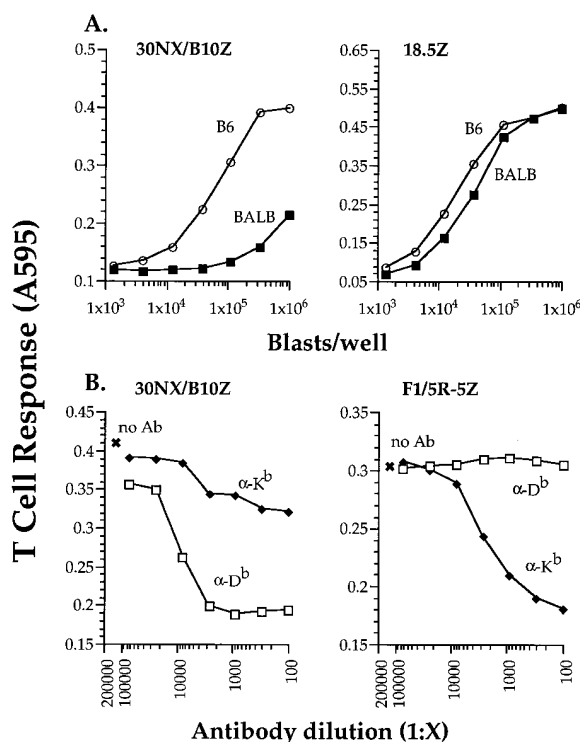 A.
30NX/B10Z
18.5Z
0.5
0.4
0.3
0.2
0.1
B6
BALB
1x10³
1x10⁴
1x10⁵
1x10⁶
0.65
0.55
0.45
0.35
0.25
0.15
0.05
B6
BALB
1x10³
1x10⁴
1x10⁵
1x10⁶
Blasts/well
T Cell Response (A595)
B.
30NX/B10Z
F1/5R-5Z
0.45
0.4
0.35
0.3
0.25
0.2
0.15
no Ab
α-Kᵇ
α-Dᵇ
200000
100000
10000
1000
100
0.35
0.3
0.25
0.2
0.15
no Ab
α-Dᵇ
α-Kᵇ
200000
100000
10000
1000
100
Antibody dilution (1:X)